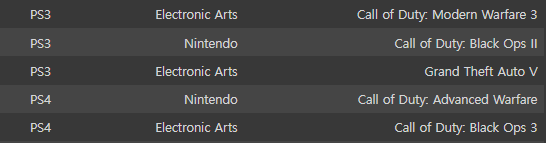 PS3 Electronic Arts Call of Duty: Modern Warfare 3
PS3 Nintendo Call of Duty: Black Ops II
PS3 Electronic Arts Grand Theft Auto V
PS4 Nintendo Call of Duty: Advanced Warfare
PS4 Electronic Arts Call of Duty: Black Ops 3